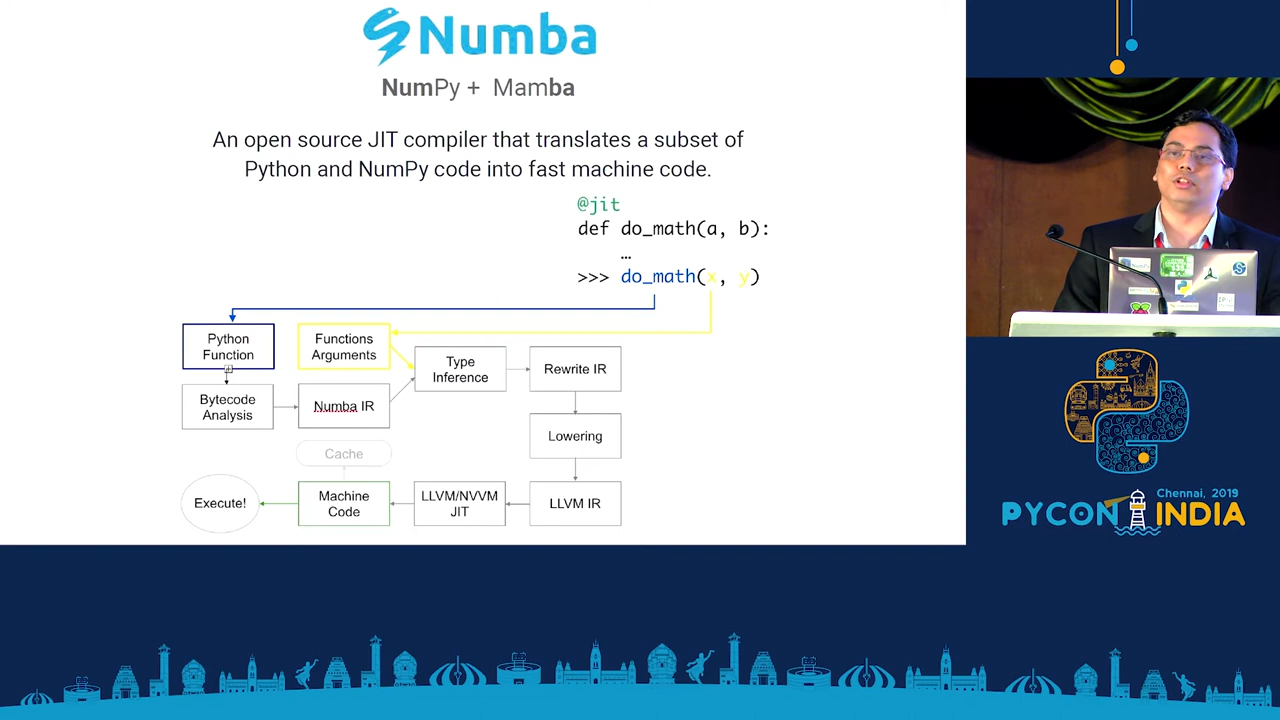 Numba
NumPy + Mamba
An open source JIT compiler that translates a subset of
Python and NumPy code into fast machine code.
@jit
def do_math(a, b):
…
>>> do_math(x, y)
Python
Function
Functions
Arguments
Type
Inference
Rewrite IR
Bytecode
Analysis
Numba IR
Lowering
Cache
Execute!
Machine
Code
LLVM/NVVM
JIT
LLVM IR
NumPy
IP[y]:
Chennai, 2019
PYCON INDIA